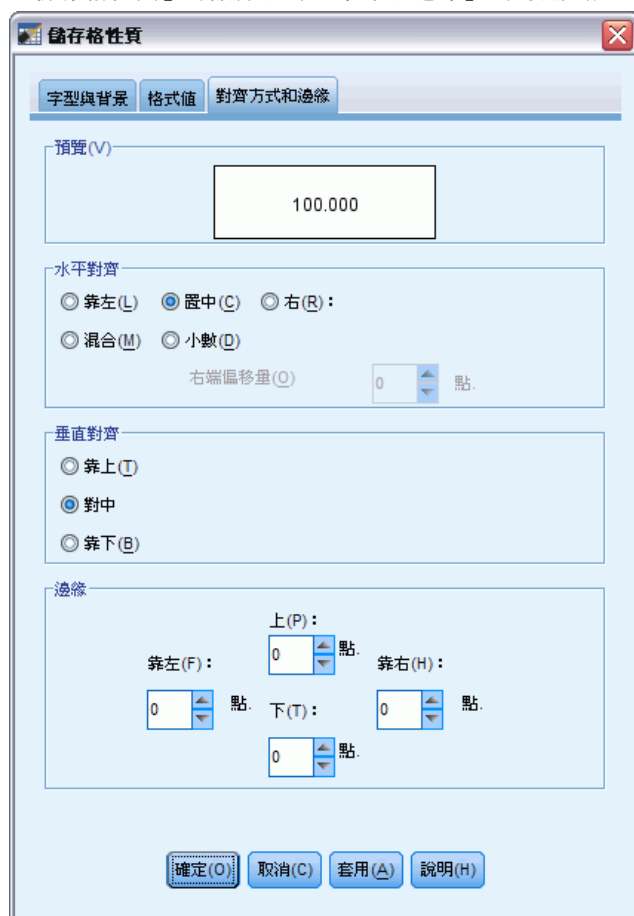 儲存格性質
字型與背景 格式值 對齊方式和邊緣
預覽(V)
100.000
水平對齊
靠左(L) 置中(C) 右(R):
混合(M) 小數(D)
右端偏移量(O) 0 點.
垂直對齊
靠上(T)
對中
靠下(B)
邊緣
上(P):
0 點.
靠左(F): 靠右(H):
0 點. 下(T): 0 點.
0 點.
確定(O) 取消(C) 套用(A) 說明(H)